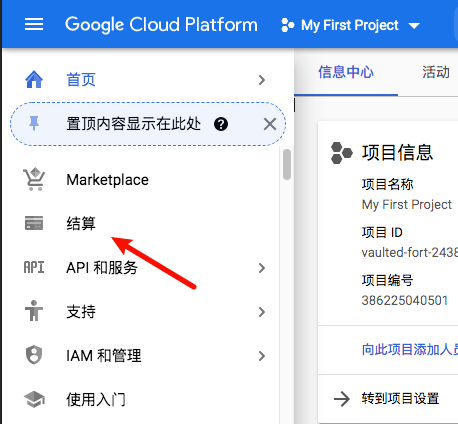 Google Cloud Platform
My First Project
首页
置顶内容显示在此处
Marketplace
结算
API API 和服务
支持
IAM 和管理
使用入门
信息中心 活动
项目信息
项目名称
My First Project
项目 ID
vaulted-fort-2438
项目编号
386225040501
向此项目添加人员
转到项目设置